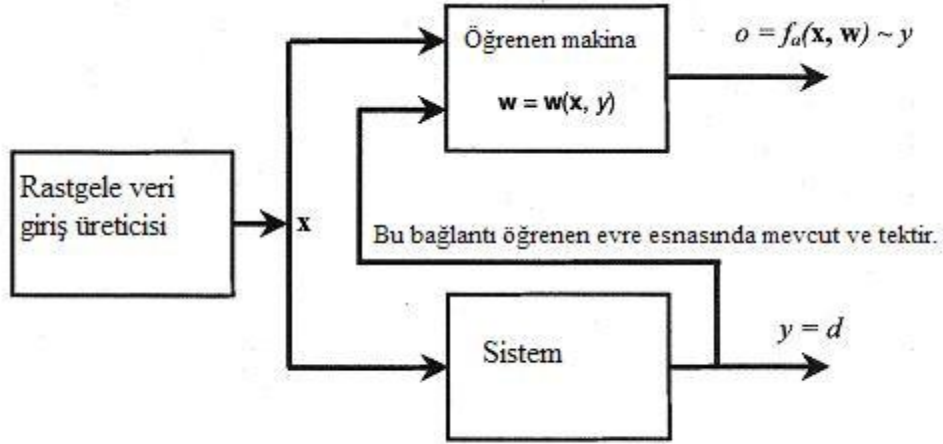 Öğrenen makina
w = w(x, y)
o = fₐ(x, w) ~ y
Rastgele veri
giriş üreticisi
x
Bu bağlantı öğrenen evre esnasında mevcut ve tektir.
Sistem
y = d